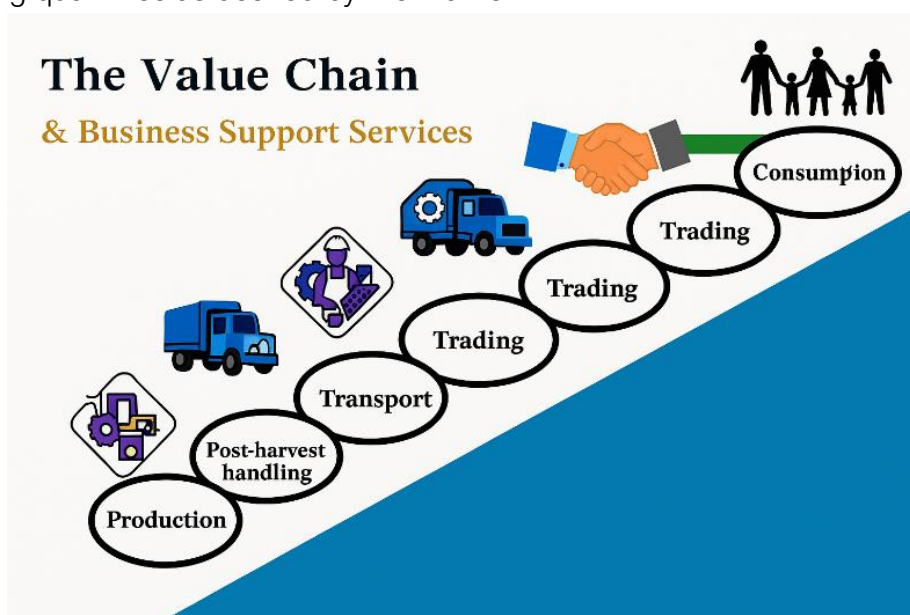 The Value Chain
& Business Support Services
Production
Post-harvest
handling
Transport
Trading
Trading
Trading
Consumption